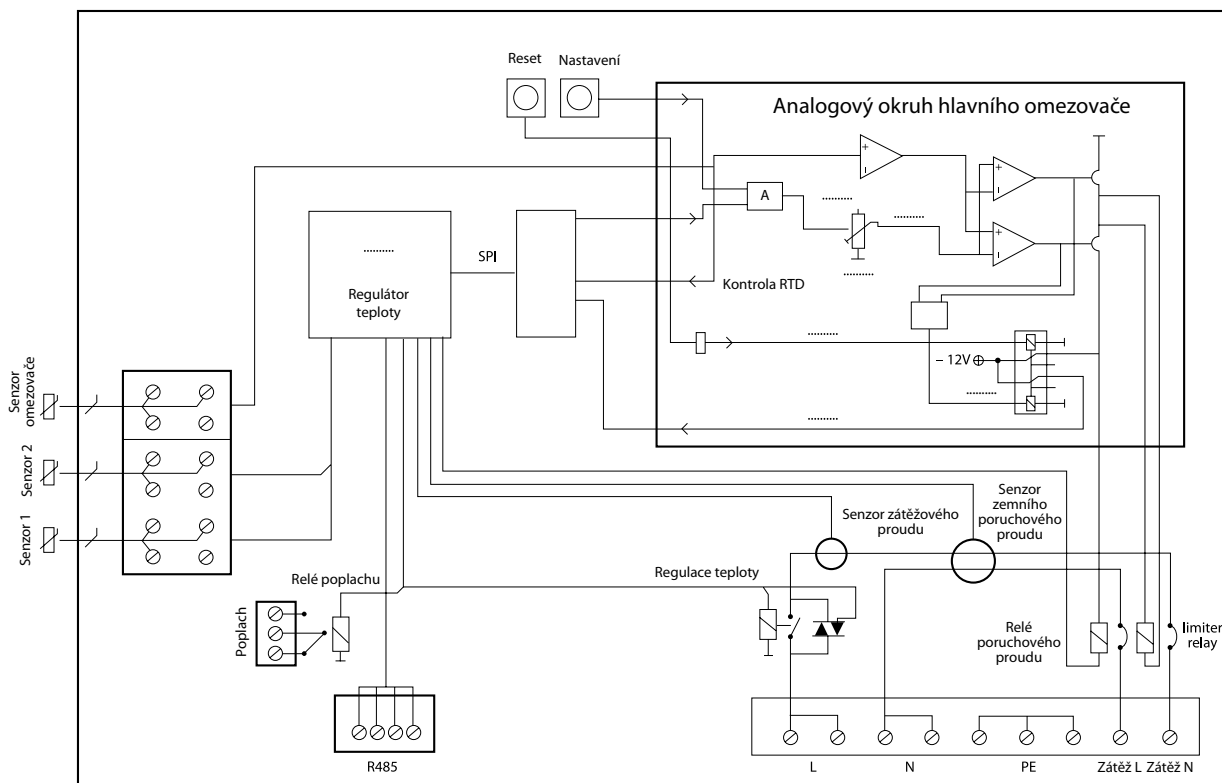 Reset
Nastavení
Analogový okruh hlavního omezovače
+
–
+
–
A
..........
..........
+
–
..........
SPI
Regulátor
teploty
..........
Kontrola RTD
..........
– 12V
..........
..........
Senzor
omezovače
Senzor 2
Senzor 1
Senzor zátěžového
proudu
Senzor
zemního
poruchového
proudu
Relé poplachu
Regulace teploty
Poplach
Relé
poruchového
proudu
limiter
relay
R485
L
N
PE
Zátěž L
Zátěž N